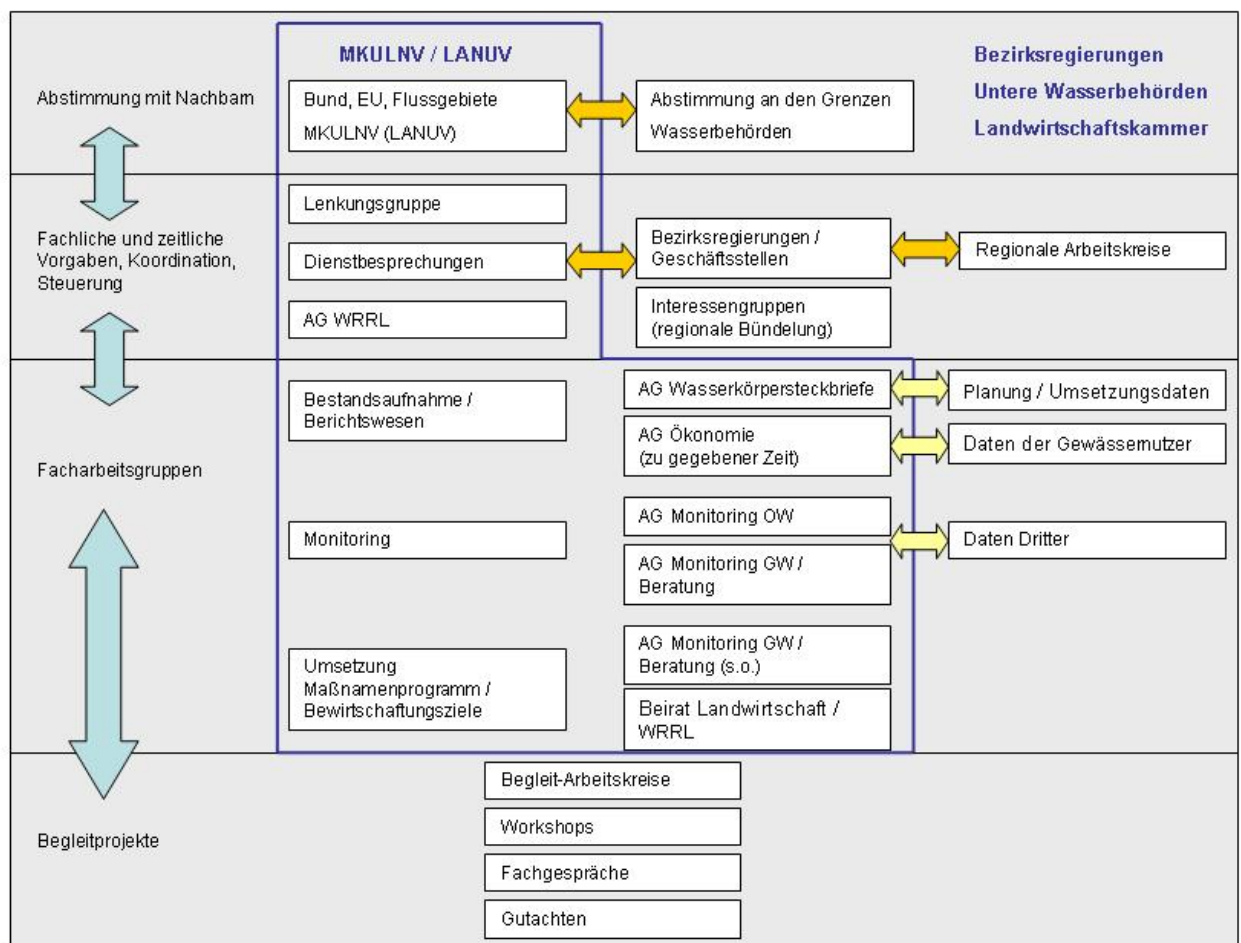 MKULNV / LANUV
Bezirksregierungen
Untere Wasserbehörden
Landwirtschaftskammer
Abstimmung mit Nachbarn
Bund, EU, Flussgebiete
MKULNV (LANUV)
Abstimmung an den Grenzen
Wasserbehörden
Fachliche und zeitliche
Vorgaben, Koordination,
Steuerung
Lenkungsgruppe
Dienstbesprechungen
AG WRRL
Bezirksregierungen /
Geschäftsstellen
Interessengruppen
(regionale Bündelung)
Regionale Arbeitskreise
Facharbeitsgruppen
Bestandsaufnahme /
Berichtswesen
AG Wasserkörpersteckbriefe
Planung / Umsetzungsdaten
AG Ökonomie
(zu gegebener Zeit)
Daten der Gewässernutzer
Monitoring
AG Monitoring OW
AG Monitoring GW /
Beratung
Daten Dritter
Umsetzung
Maßnamenprogramm /
Bewirtschaftungsziele
AG Monitoring GW /
Beratung (s.o.)
Beirat Landwirtschaft /
WRRL
Begleitprojekte
Begleit-Arbeitskreise
Workshops
Fachgespräche
Gutachten